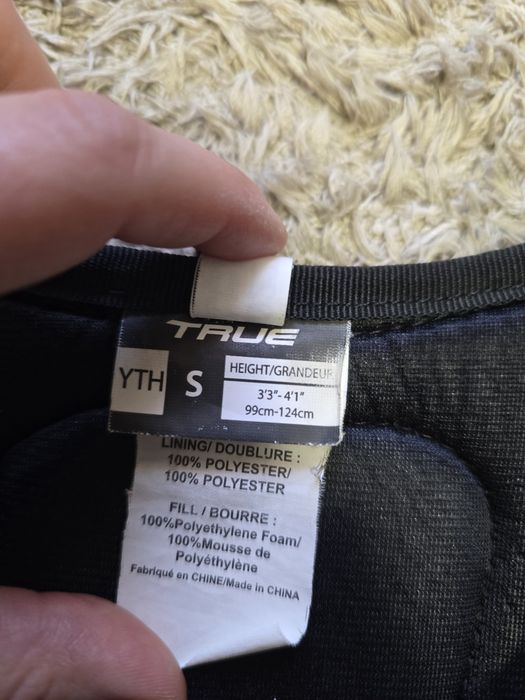 TRUE
YTH
S
HEIGHT/GRANDEUR
3'3"- 4'1"
99cm-124cm
LINING/ DOUBLURE :
100% POLYESTER/
100% POLYESTER
FILL / BOURRE :
100%Polyethylene Foam/
100%Mousse de
Polyéthylène
Fabriqué en CHINE/Made in CHINA